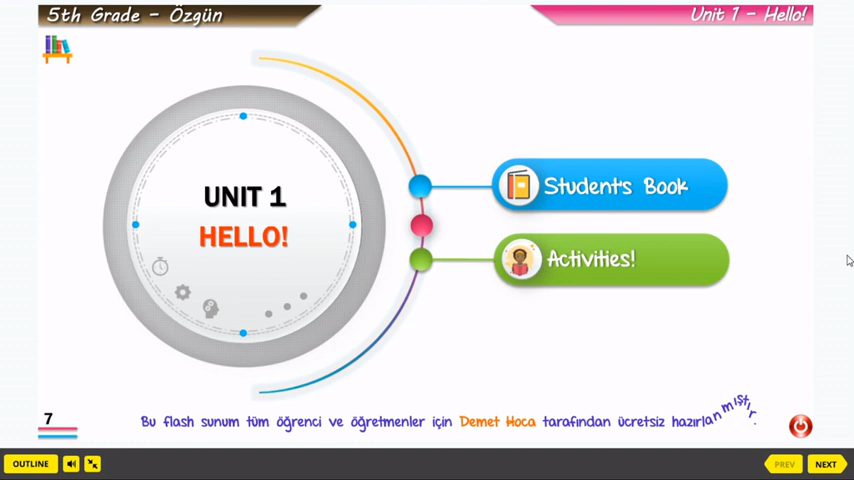 5th Grade - Özgün
Unit 1 - Hello!
UNIT 1
HELLO!
Student's Book
Activities!
7
Bu flash sunum tüm öğrenci ve öğretmenler için Demet Hoca tarafından ücretsiz hazırlanmıştır.
OUTLINE
PREV
NEXT